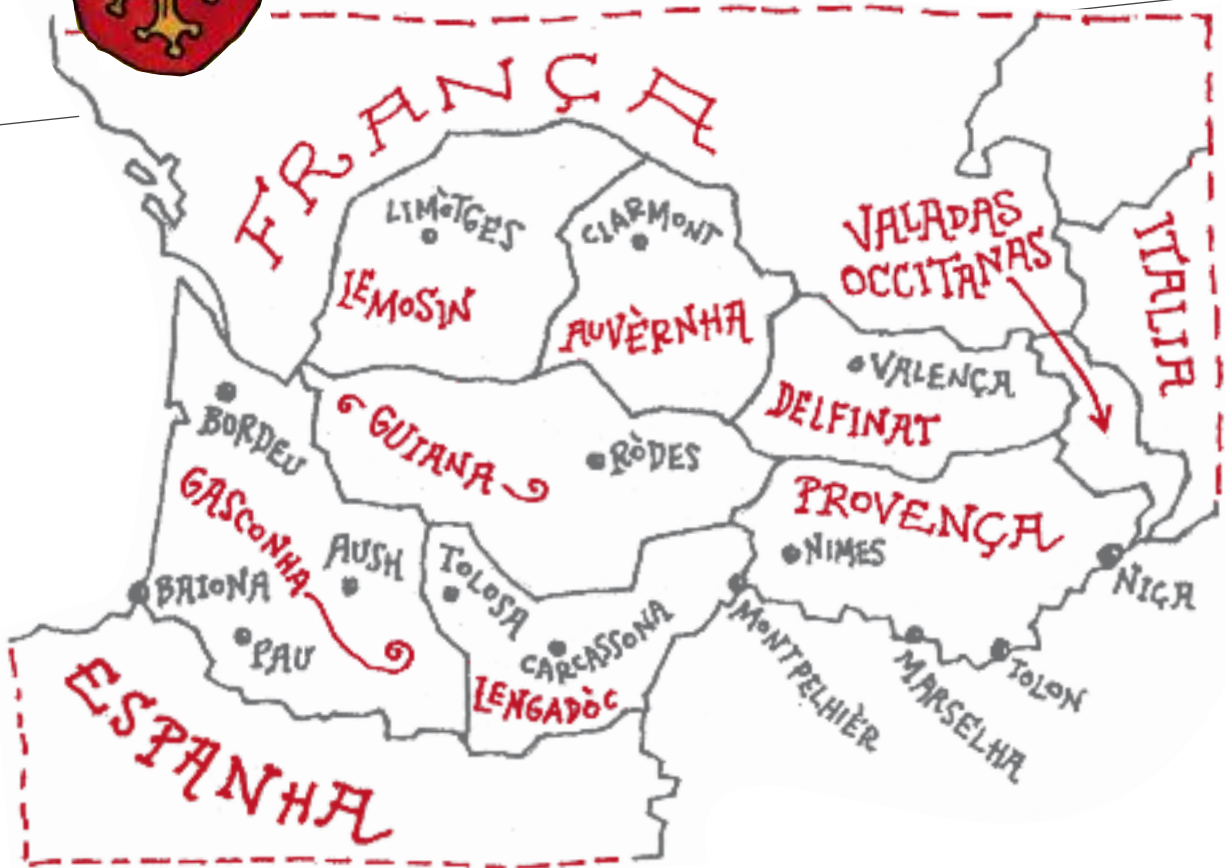 FRANÇA
LIMÒTGES
CLARMONT
LEMOSIN
AUVÈRNHA
VALADAS
OCCITANAS
ITALIA
VALENÇA
DELFINAT
BORDEU
GUIANA
RÒDES
GASCONHA
PROVENÇA
AUSH
TOLOSA
NIMES
BAIONA
NIÇA
PAU
CARCASSONA
LENGADÒC
MONTPELHIÈR
MARSELHA
TOLON
ESPANHA